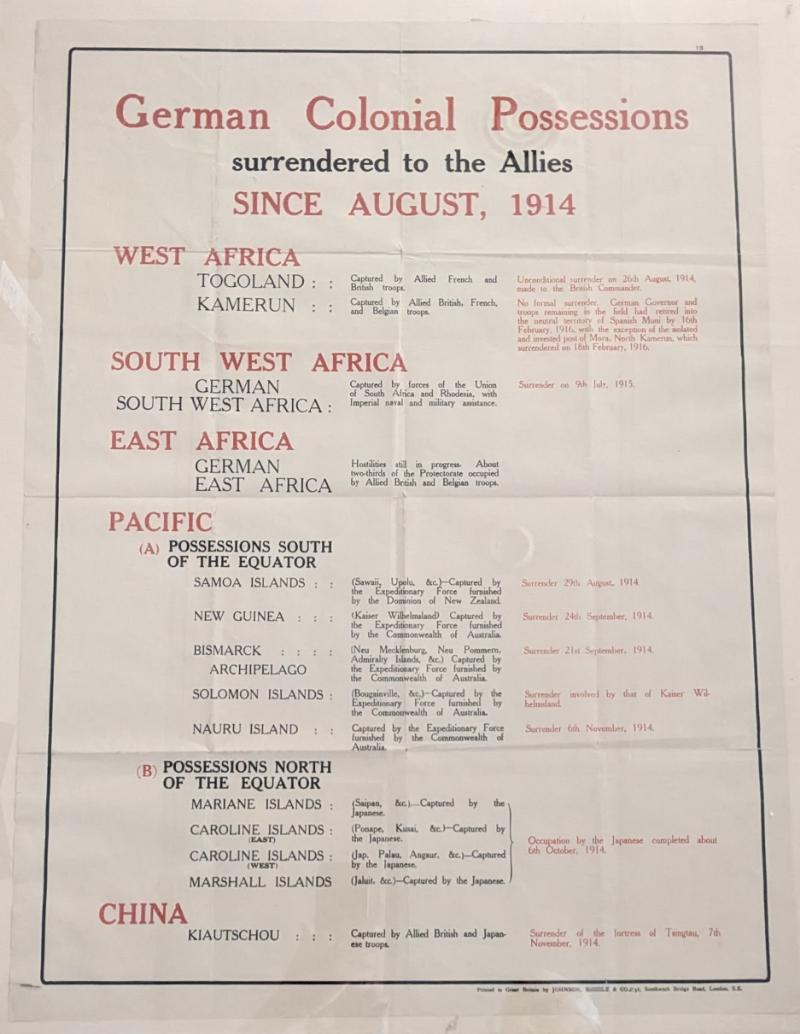 German Colonial Possessions
surrendered to the Allies
SINCE AUGUST, 1914
WEST AFRICA
TOGOLAND : :
Captured by Allied French and
British troops.
Unconditional surrender on 26th August, 1914,
made to the British Commander.
KAMERUN : :
Captured by Allied British, French,
and Belgian troops.
No formal surrender. German Governor and
troops remaining in the field had retired into
the neutral territory of Spanish Muni by 16th
February, 1916, with the exception of the isolated
and invested post of Mora, North Kamerun, which
surrendered on 18th February, 1916.
SOUTH WEST AFRICA
GERMAN
SOUTH WEST AFRICA :
Captured by forces of the Union
of South Africa and Rhodesia, with
Imperial naval and military assistance.
Surrender on 9th July, 1915.
EAST AFRICA
GERMAN
EAST AFRICA
Hostilities still in progress. About
two-thirds of the Protectorate occupied
by Allied British and Belgian troops.
PACIFIC
(A) POSSESSIONS SOUTH
OF THE EQUATOR
SAMOA ISLANDS : :
(Sawaii, Upolu, &c.)—Captured by
the Expeditionary Force furnished
by the Dominion of New Zealand.
Surrender 29th August, 1914.
NEW GUINEA : : :
(Kaiser Wilhelmsland) Captured by
the Expeditionary Force furnished
by the Commonwealth of Australia.
Surrender 24th September, 1914.
BISMARCK : : : :
ARCHIPELAGO
(Neu Mecklenburg, Neu Pommern,
Admiralty Islands, &c.) Captured by
the Expeditionary Force furnished by
the Commonwealth of Australia.
Surrender 21st September, 1914.
SOLOMON ISLANDS :
(Bougainville, &c.)—Captured by the
Expeditionary Force furnished by
the Commonwealth of Australia.
Surrender involved by that of Kaiser Wil-
helmsland.
NAURU ISLAND : :
Captured by the Expeditionary Force
furnished by the Commonwealth of
Australia.
Surrender 6th November, 1914.
(B) POSSESSIONS NORTH
OF THE EQUATOR
MARIANE ISLANDS :
(Saipan, &c.)—Captured by the
Japanese.
CAROLINE ISLANDS :
(EAST)
(Ponape, Kusai, &c.)—Captured by
the Japanese.
CAROLINE ISLANDS :
(WEST)
(Jap, Palau, Angaur, &c.)—Captured
by the Japanese.
MARSHALL ISLANDS
(Jaluit, &c.)—Captured by the Japanese.
Occupation by the Japanese completed about
6th October, 1914.
CHINA
KIAUTSCHOU : : :
Captured by Allied British and Japan-
ese troops.
Surrender of the fortress of Tsingtau, 7th
November, 1914.
Printed in Great Britain by JOHNSON, RIDDLE & CO., Southwark Bridge Road, London, S.E.